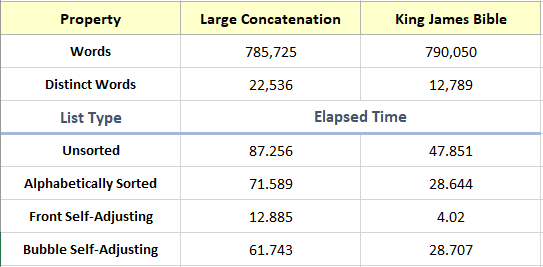 Property Large Concatenation King James Bible
Words 785,725 790,050
Distinct Words 22,536 12,789
List Type Elapsed Time
Unsorted 87.256 47.851
Alphabetically Sorted 71.589 28.644
Front Self-Adjusting 12.885 4.02
Bubble Self-Adjusting 61.743 28.707